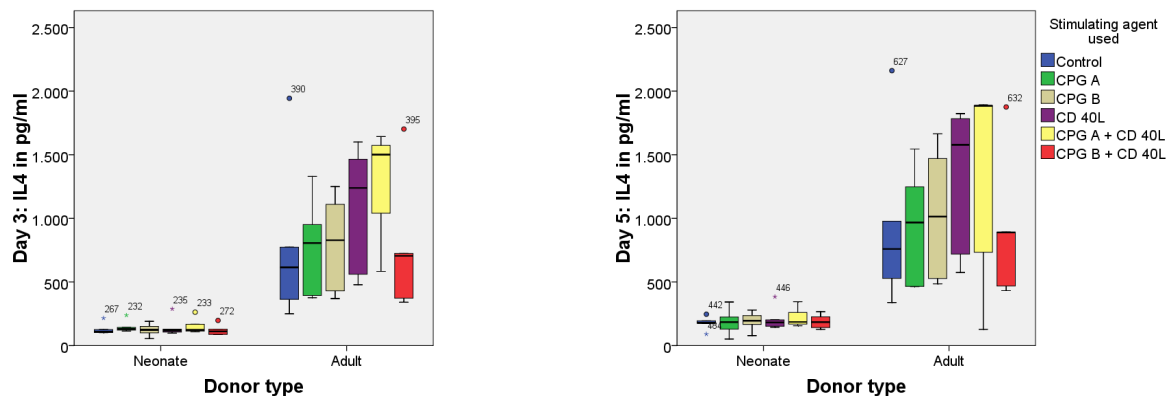 Day 3: IL4 in pg/ml
2.500
2.000
1.500
1.000
500
0
390
395
267
232
235
233
272
Neonate
Adult
Donor type
Day 5: IL4 in pg/ml
2.500
2.000
1.500
1.000
500
0
627
632
442
484
446
Neonate
Adult
Donor type
Stimulating agent
used
Control
CPG A
CPG B
CD 40L
CPG A + CD 40L
CPG B + CD 40L